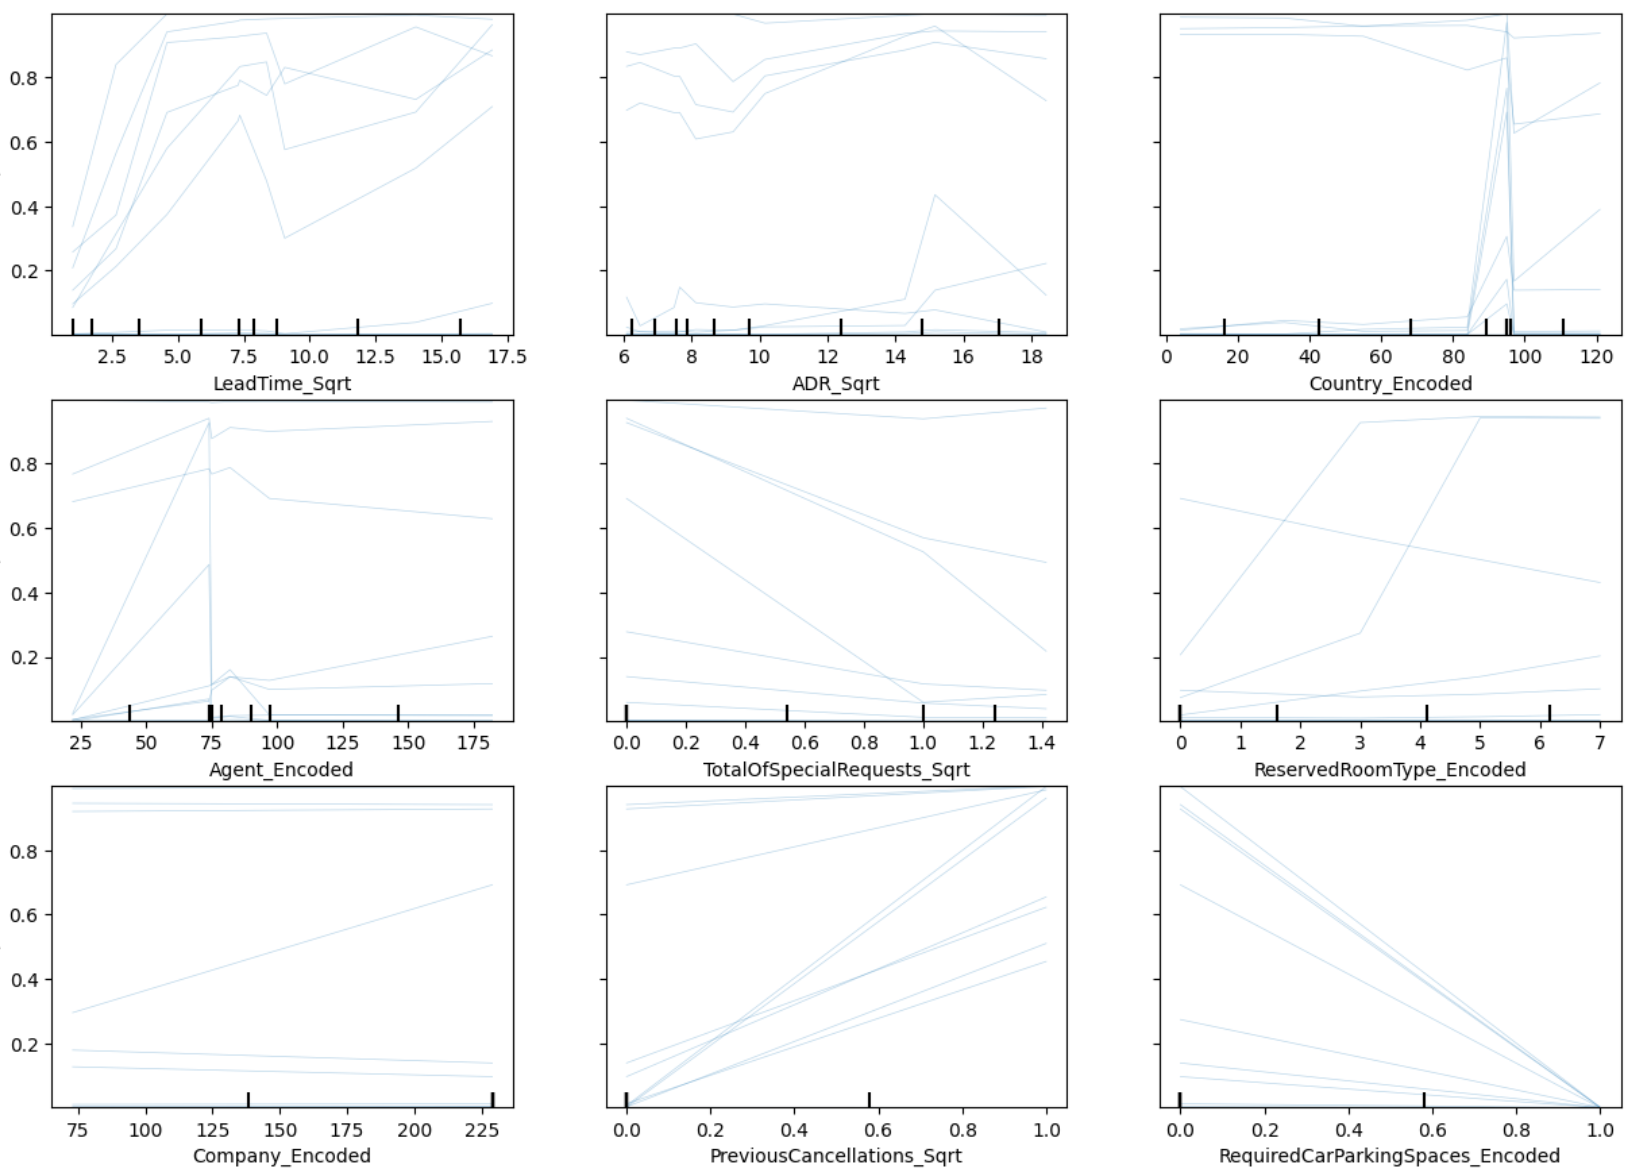 0.8
0.6
0.4
0.2
2.5 5.0 7.5 10.0 12.5 15.0 17.5
LeadTime_Sqrt
6 8 10 12 14 16 18
ADR_Sqrt
0 20 40 60 80 100 120
Country_Encoded
0.8
0.6
0.4
0.2
25 50 75 100 125 150 175
Agent_Encoded
0.0 0.2 0.4 0.6 0.8 1.0 1.2 1.4
TotalOfSpecialRequests_Sqrt
0 1 2 3 4 5 6 7
ReservedRoomType_Encoded
0.8
0.6
0.4
0.2
75 100 125 150 175 200 225
Company_Encoded
0.0 0.2 0.4 0.6 0.8 1.0
PreviousCancellations_Sqrt
0.0 0.2 0.4 0.6 0.8 1.0
RequiredCarParkingSpaces_Encoded